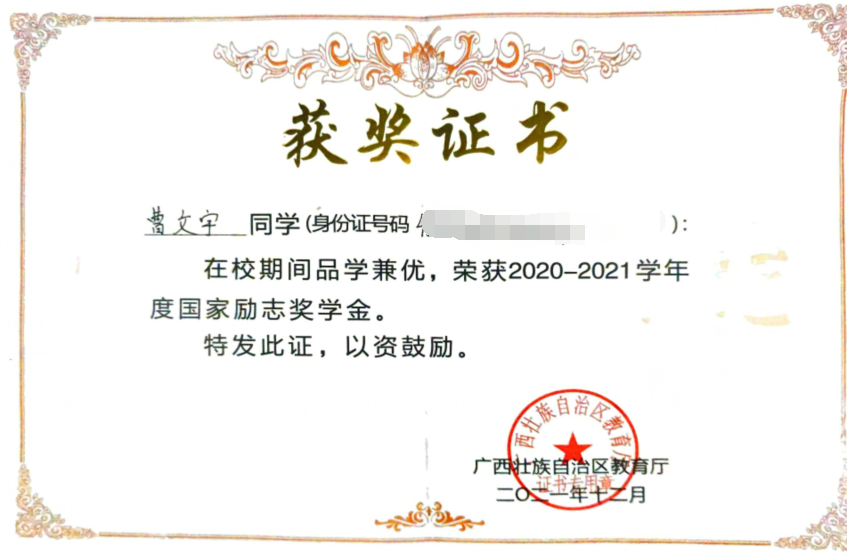 获奖证书
曹文宇 同学(身份证号码 ):
在校期间品学兼优，荣获2020-2021学年
度国家励志奖学金。
特发此证，以资鼓励。
广西壮族自治区教育厅
广西壮族自治区教育厅
二〇二一年十二月
证书专用章